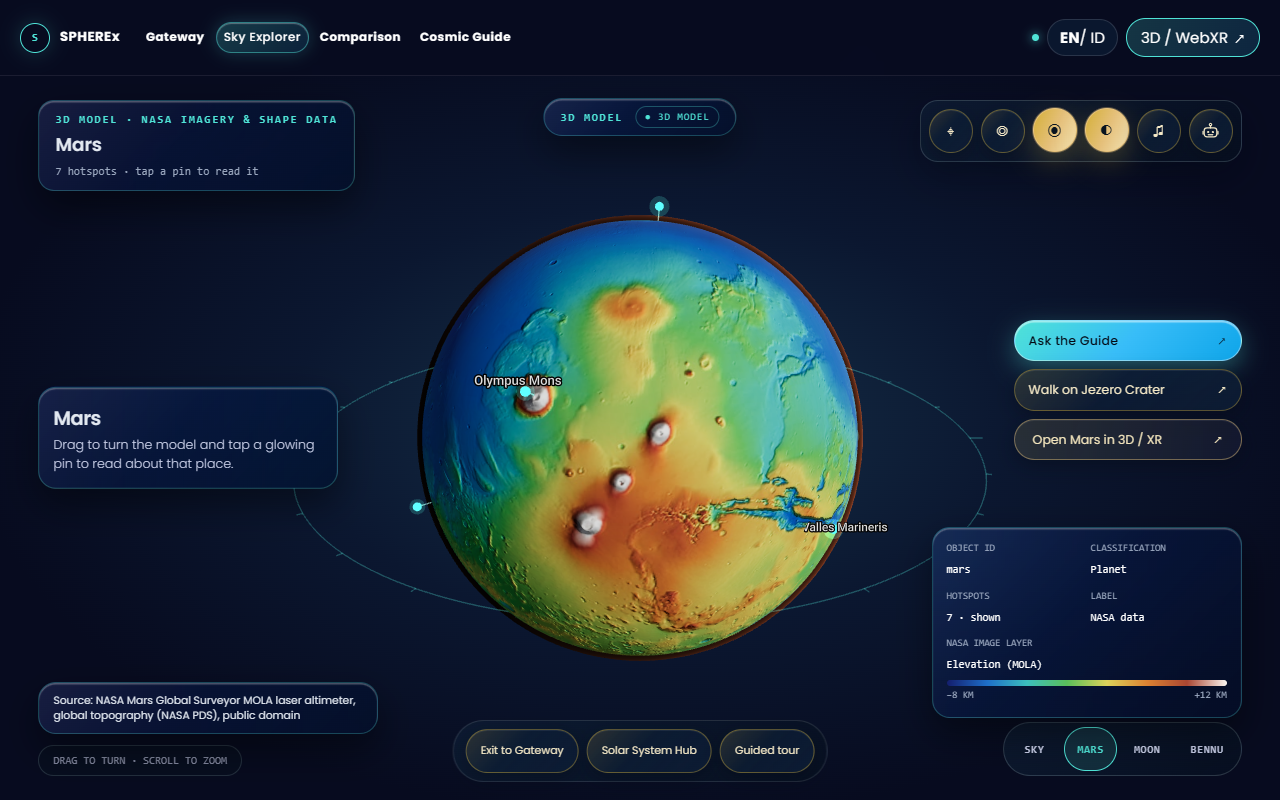 S SPHEREx Gateway Sky Explorer Comparison Cosmic Guide EN/ ID 3D / WebXR ↗
3D MODEL · NASA IMAGERY & SHAPE DATA
Mars
7 hotspots · tap a pin to read it
3D MODEL 3D MODEL
Olympus Mons
Valles Marineris
Mars
Drag to turn the model and tap a glowing
pin to read about that place.
Ask the Guide ↗
Walk on Jezero Crater ↗
Open Mars in 3D / XR ↗
OBJECT ID CLASSIFICATION
mars Planet
HOTSPOTS LABEL
7 · shown NASA data
NASA IMAGE LAYER
Elevation (MOLA)
−8 KM +12 KM
Source: NASA Mars Global Surveyor MOLA laser altimeter,
global topography (NASA PDS), public domain
DRAG TO TURN · SCROLL TO ZOOM
Exit to Gateway Solar System Hub Guided tour
SKY MARS MOON BENNU